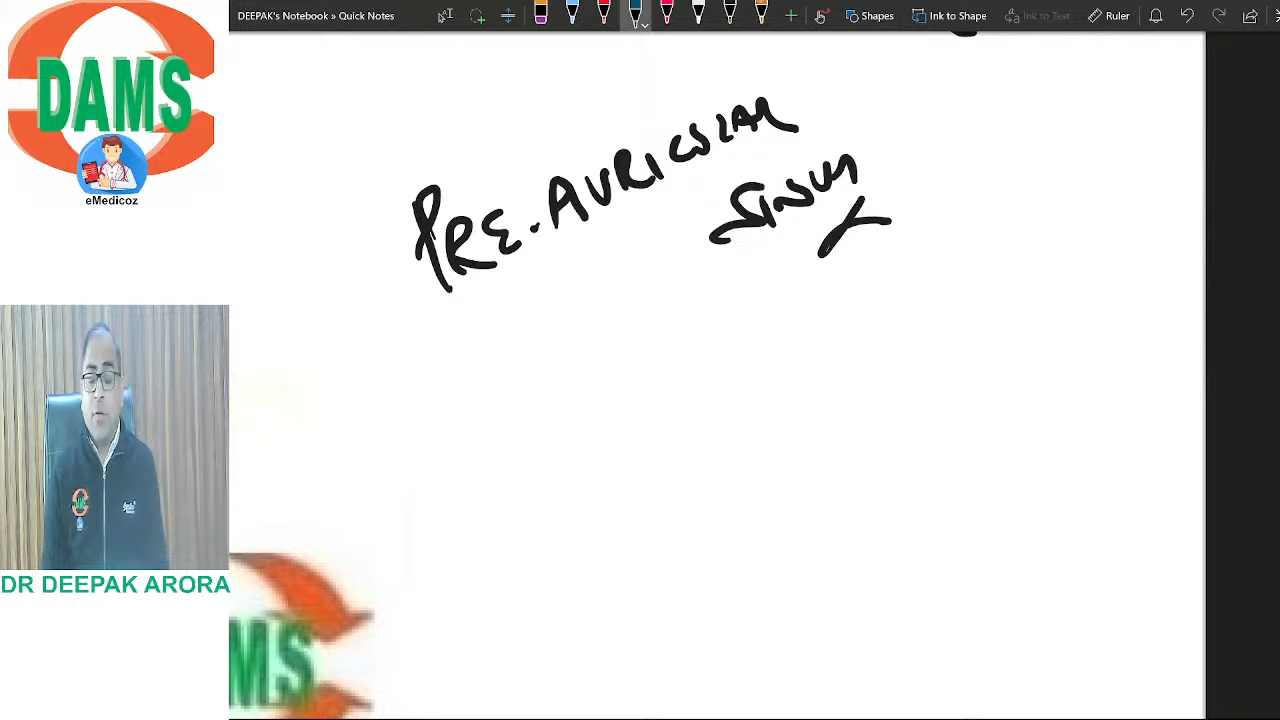 DEEPAK's Notebook » Quick Notes
Shapes
Ink to Shape
Ink to Text
Ruler
DAMS
eMedicoz
PRE-AURICULAR
SINUS
DR DEEPAK ARORA
MS